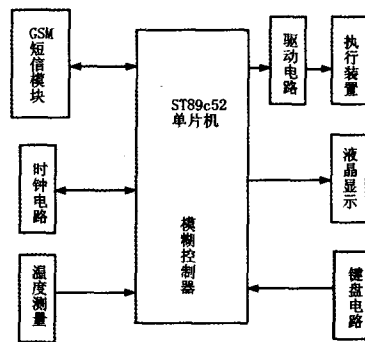 GSM
短信模块
时钟电路
温度测量
ST89c52
单片机
模糊控制器
驱动电路
执行装置
液晶显示
键盘电路